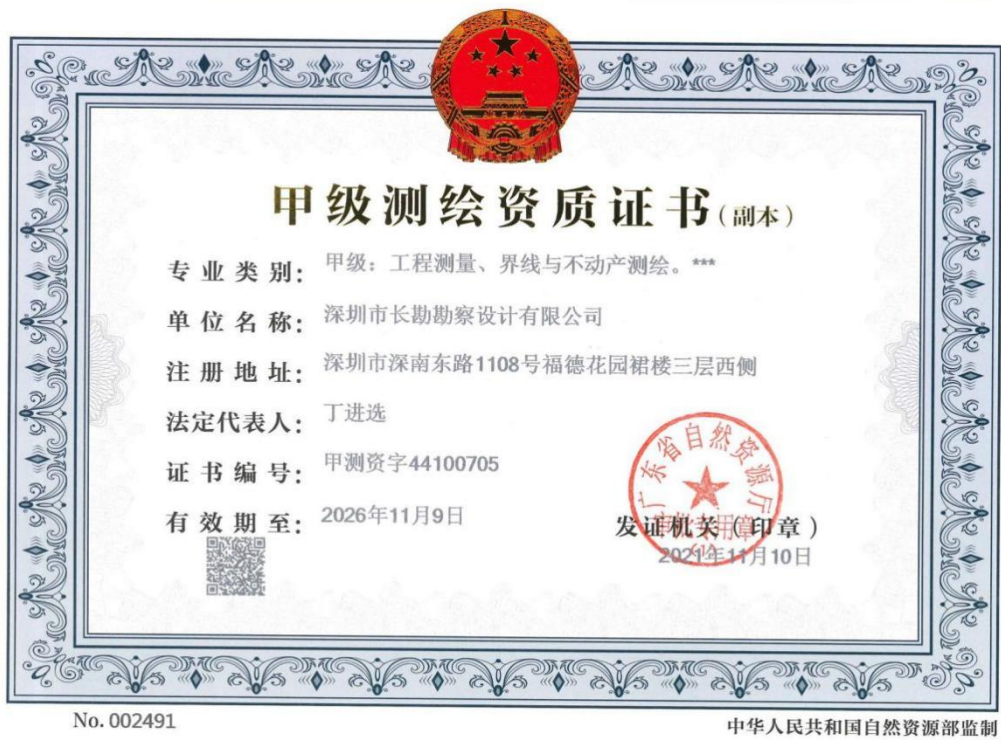 甲级测绘资质证书(副本)
专业类别: 甲级：工程测量、界线与不动产测绘。***
单位名称: 深圳市长勘勘察设计有限公司
注册地址: 深圳市深南东路1108号福德花园裙楼三层西侧
法定代表人: 丁进选
证书编号: 甲测资字44100705
有效期至: 2026年11月9日
广东省自然资源厅
审批专用章
(1)
发证机关(印章)
2021年11月10日
No. 002491
中华人民共和国自然资源部监制